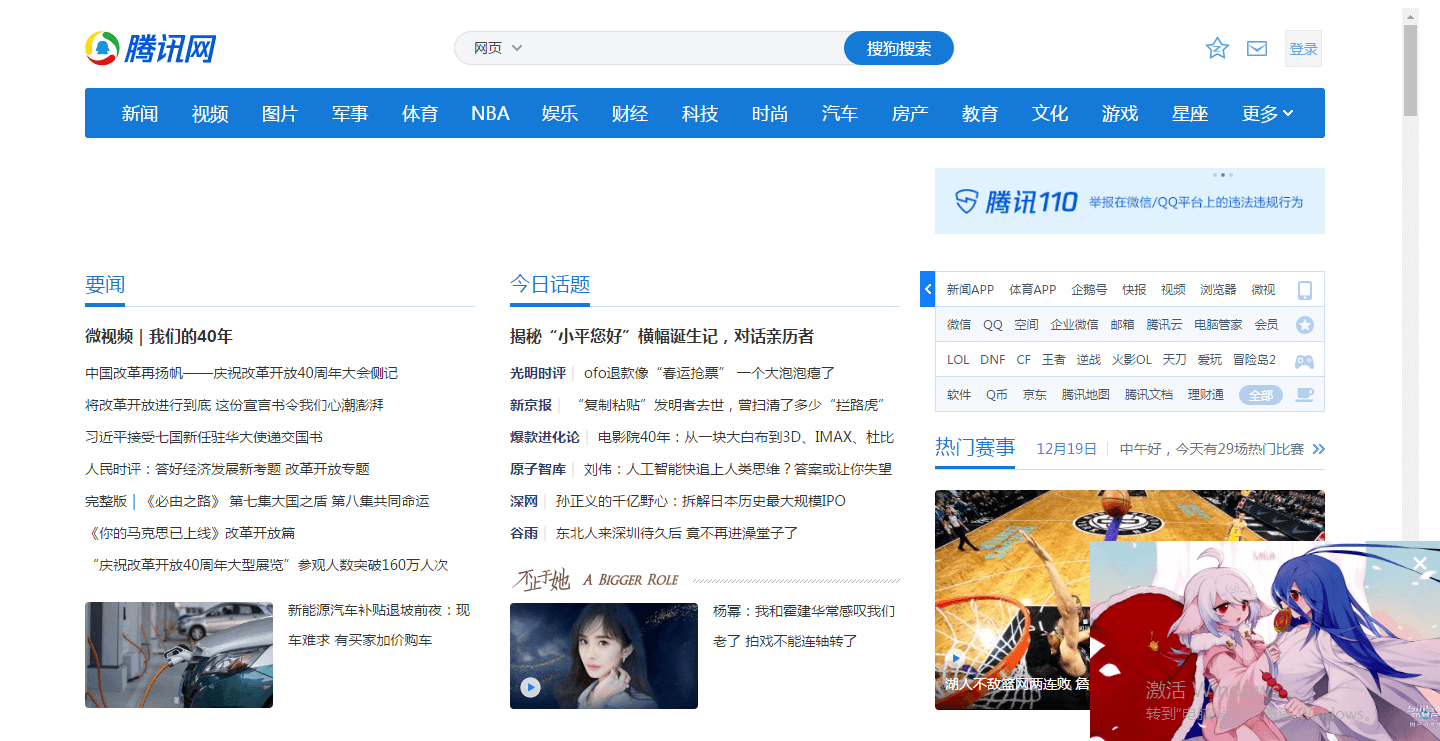 腾讯网
网页 搜狗搜索 登录
新闻 视频 图片 军事 体育 NBA 娱乐 财经 科技 时尚 汽车 房产 教育 文化 游戏 星座 更多
腾讯110 举报在微信/QQ平台上的违法违规行为
要闻
微视频｜我们的40年
中国改革再扬帆——庆祝改革开放40周年大会侧记
将改革开放进行到底 这份宣言书令我们心潮澎湃
习近平接受七国新任驻华大使递交国书
人民时评：答好经济发展新考题 改革开放专题
完整版｜《必由之路》 第七集大国之盾 第八集共同命运
《你的马克思已上线》改革开放篇
“庆祝改革开放40周年大型展览”参观人数突破160万人次
新能源汽车补贴退坡前夜：现
车难求 有买家加价购车
今日话题
揭秘“小平您好”横幅诞生记，对话亲历者
光明时评 ofo退款像“春运抢票” 一个大泡泡瘪了
新京报 “复制粘贴”发明者去世，曾扫清了多少“拦路虎”
爆款进化论 电影院40年：从一块大白布到3D、IMAX、杜比
原子智库 刘伟：人工智能快追上人类思维？答案或让你失望
深网 孙正义的千亿野心：拆解日本历史最大规模IPO
谷雨 东北人来深圳待久后 竟不再进澡堂子了
不止于她 A BIGGER ROLE
杨幂：我和霍建华常感叹我们
老了 拍戏不能连轴转了
新闻APP 体育APP 企鹅号 快报 视频 浏览器 微视
微信 QQ 空间 企业微信 邮箱 腾讯云 电脑管家 会员
LOL DNF CF 王者 逆战 火影OL 天刀 爱玩 冒险岛2
软件 Q币 京东 腾讯地图 腾讯文档 理财通 全部
热门赛事 12月19日 中午好，今天有29场热门比赛
湖人不敌篮网两连败 詹
激活 Windows
转到“电 Windows。